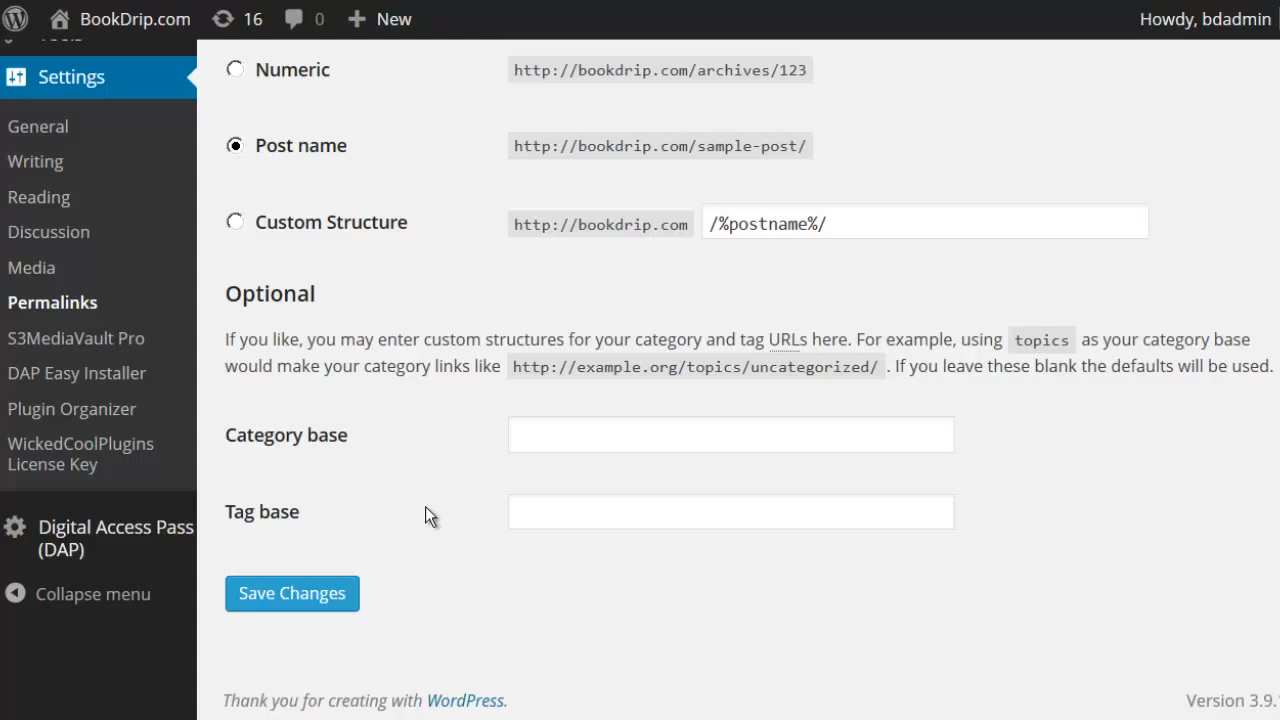 BookDrip.com 16 0 New Howdy, bdadmin
Settings
General
Writing
Reading
Discussion
Media
Permalinks
S3MediaVault Pro
DAP Easy Installer
Plugin Organizer
WickedCoolPlugins
License Key
Digital Access Pass
(DAP)
Collapse menu
Numeric http://bookdrip.com/archives/123
Post name http://bookdrip.com/sample-post/
Custom Structure http://bookdrip.com /%postname%/
Optional
If you like, you may enter custom structures for your category and tag URLs here. For example, using topics as your category base
would make your category links like http://example.org/topics/uncategorized/ . If you leave these blank the defaults will be used.
Category base
Tag base
Save Changes
Thank you for creating with WordPress. Version 3.9.